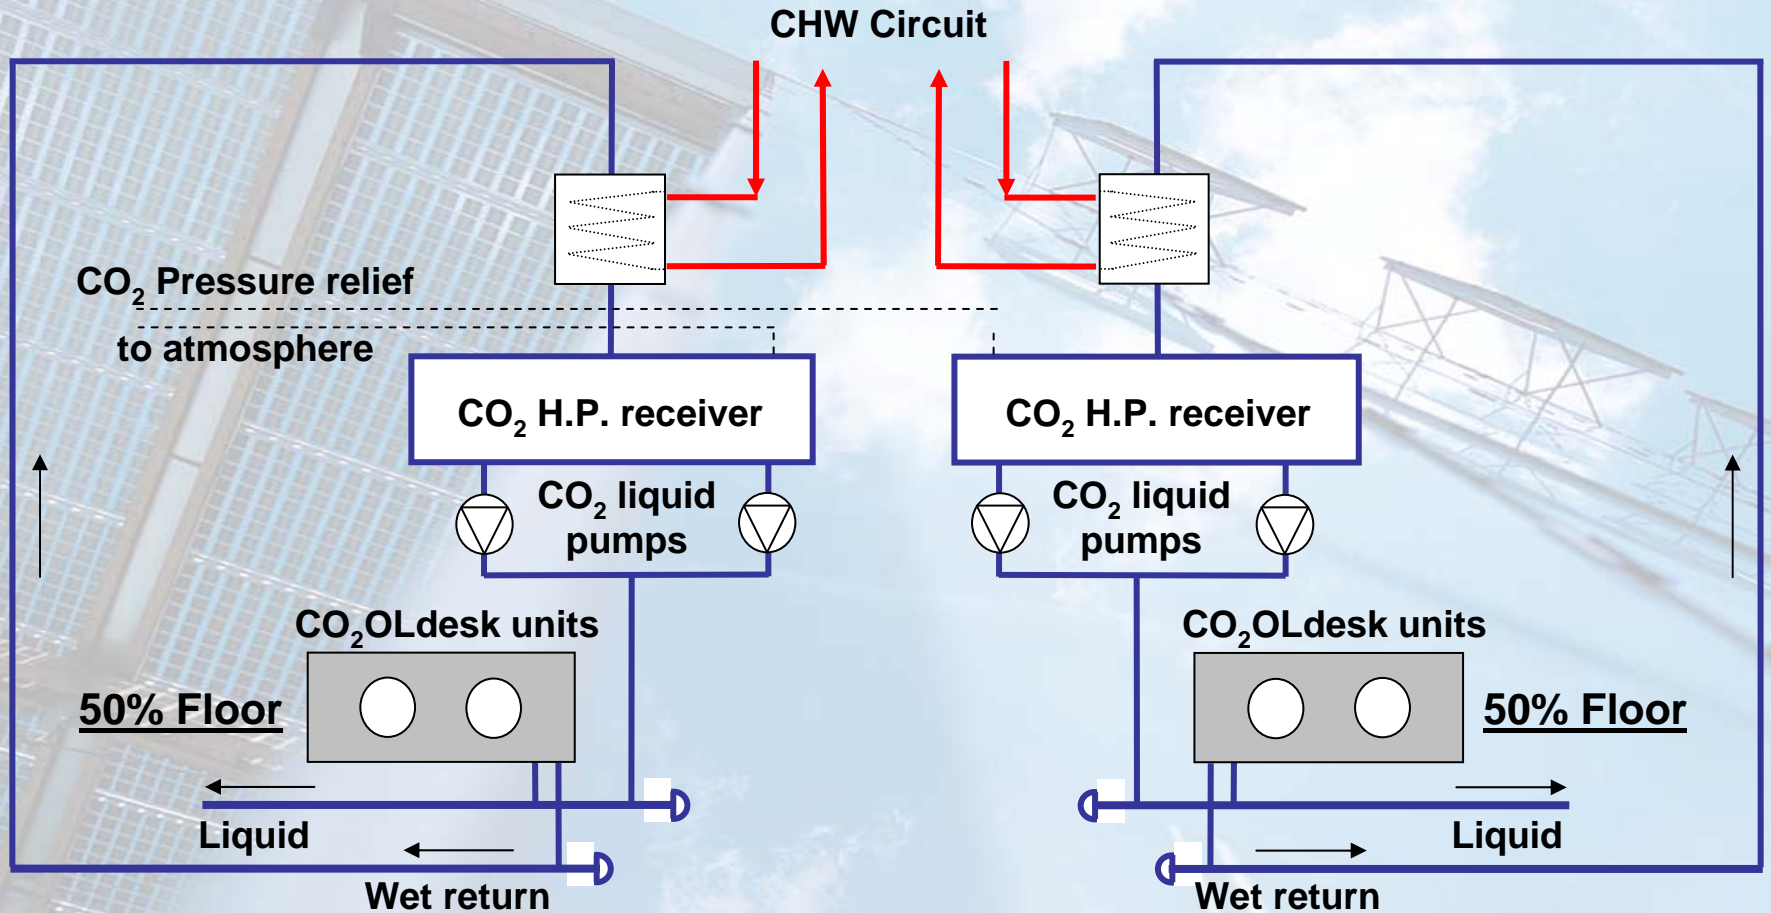 CHW Circuit
CO₂ Pressure relief
to atmosphere
CO₂ H.P. receiver
CO₂ H.P. receiver
CO₂ liquid
pumps
CO₂ liquid
pumps
CO₂OLdesk units
CO₂OLdesk units
50% Floor
50% Floor
Liquid
Liquid
Wet return
Wet return